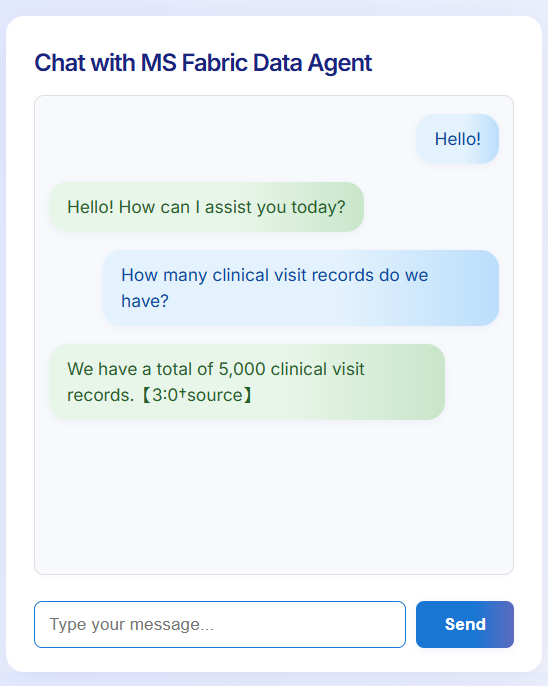 Chat with MS Fabric Data Agent
Hello!
Hello! How can I assist you today?
How many clinical visit records do we
have?
We have a total of 5,000 clinical visit
records.【3:0†source】
Type your message...
Send